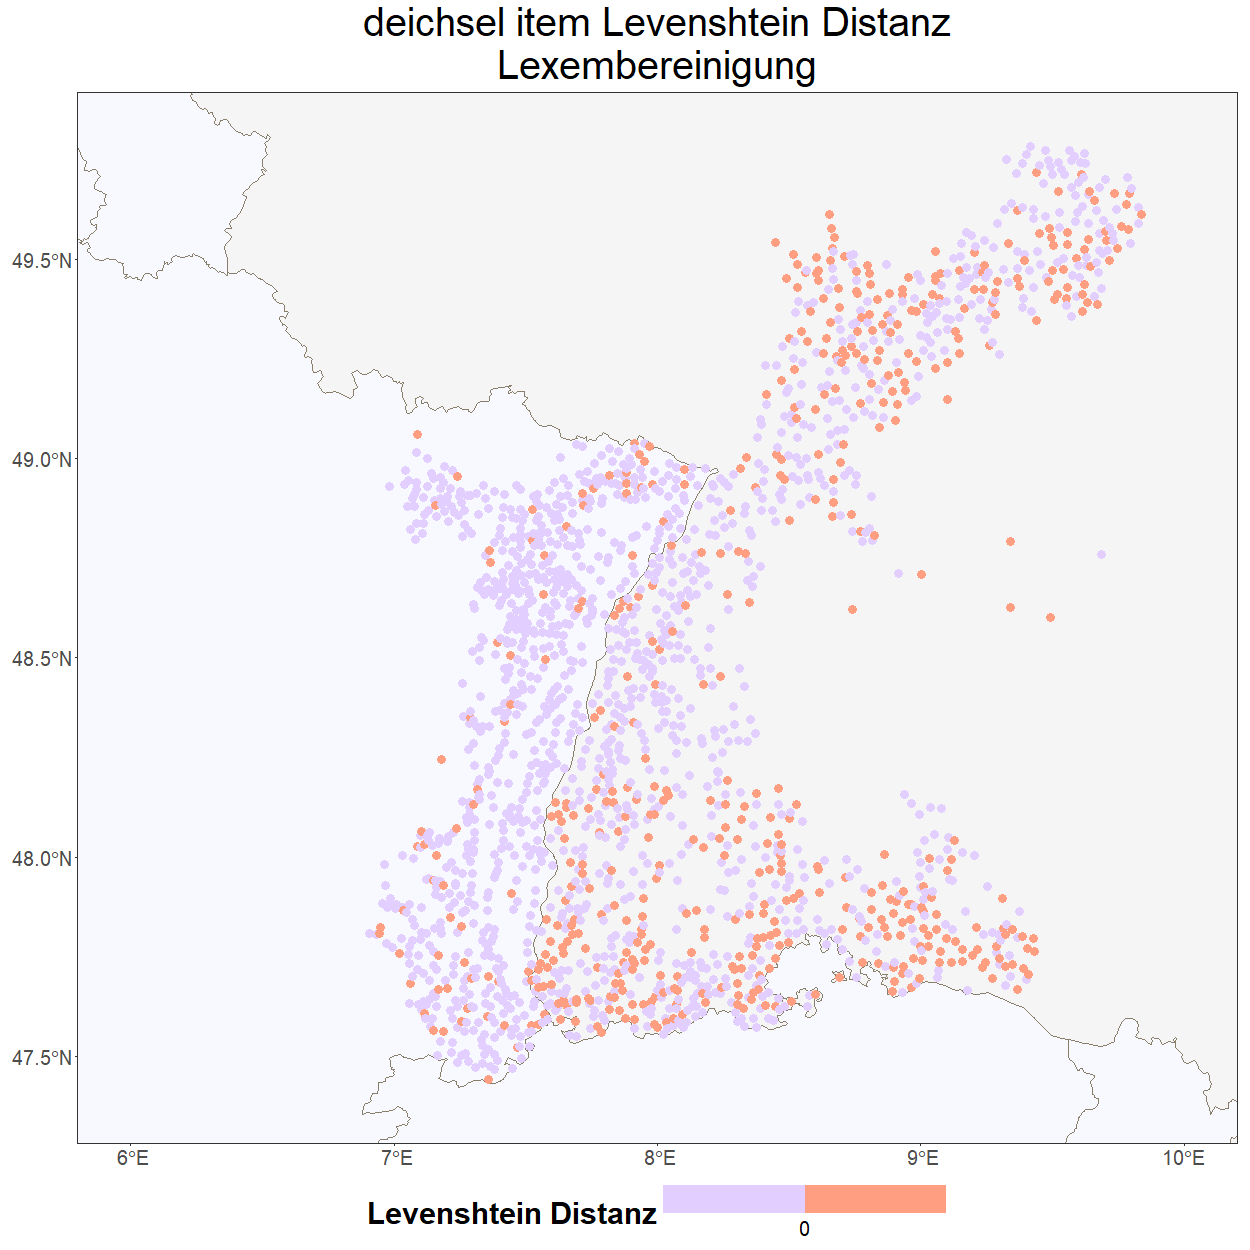 deichsel item Levenshtein Distanz
Lexembereinigung
49.5°N
49.0°N
48.5°N
48.0°N
47.5°N
6°E 7°E 8°E 9°E 10°E
Levenshtein Distanz
0